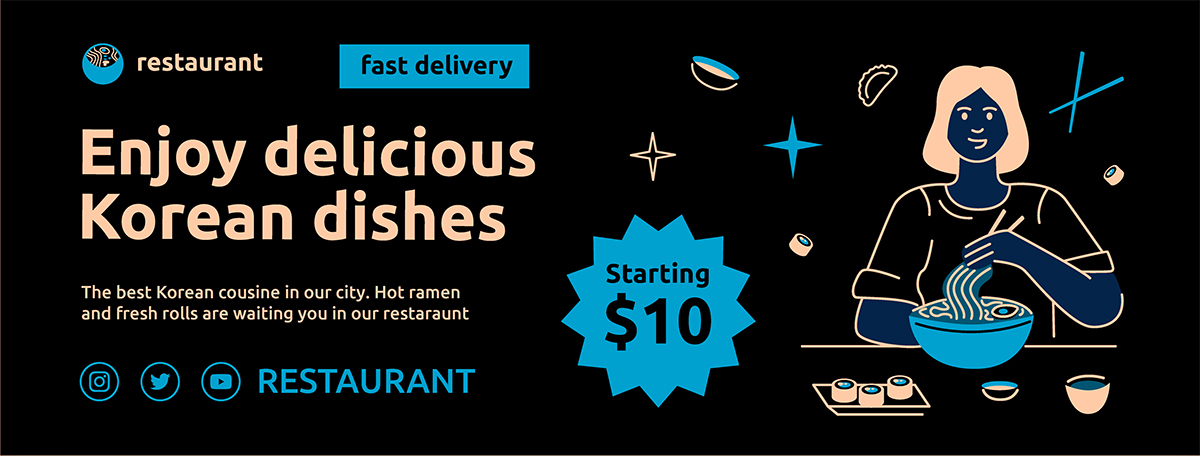 restaurant
fast delivery
Enjoy delicious
Korean dishes
The best Korean cousine in our city. Hot ramen
and fresh rolls are waiting you in our restaraunt
Starting
$10
RESTAURANT